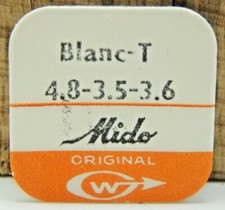 Blanc-T
4.8-3.5-3.6
Mido
ORIGINAL
W